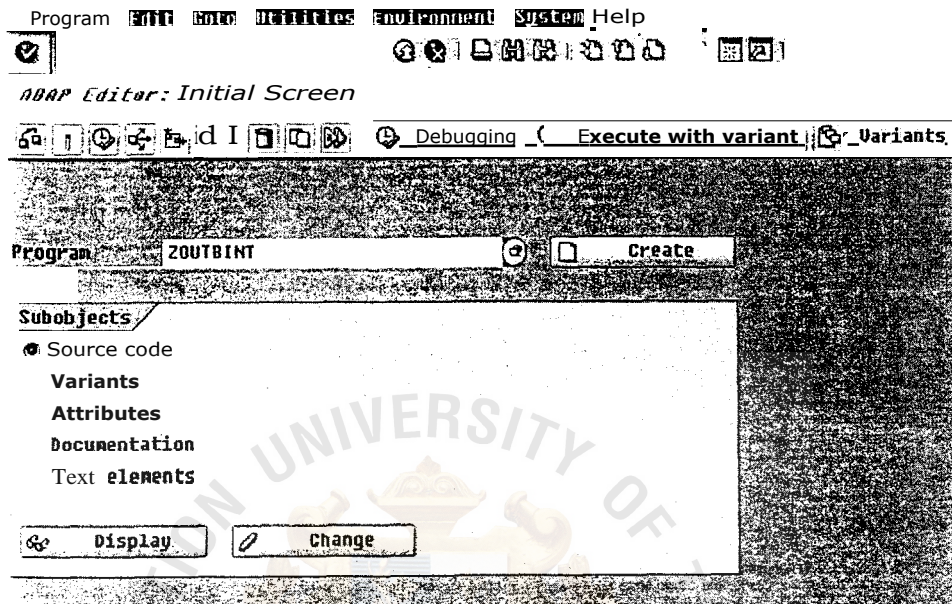 Program Edit Goto Utilities Environment System Help
ABAP Editor: Initial Screen
Debugging Execute with variant Variants
Program ZOUTBINT Create
Subobjects
Source code
Variants
Attributes
Documentation
Text elements
Display Change